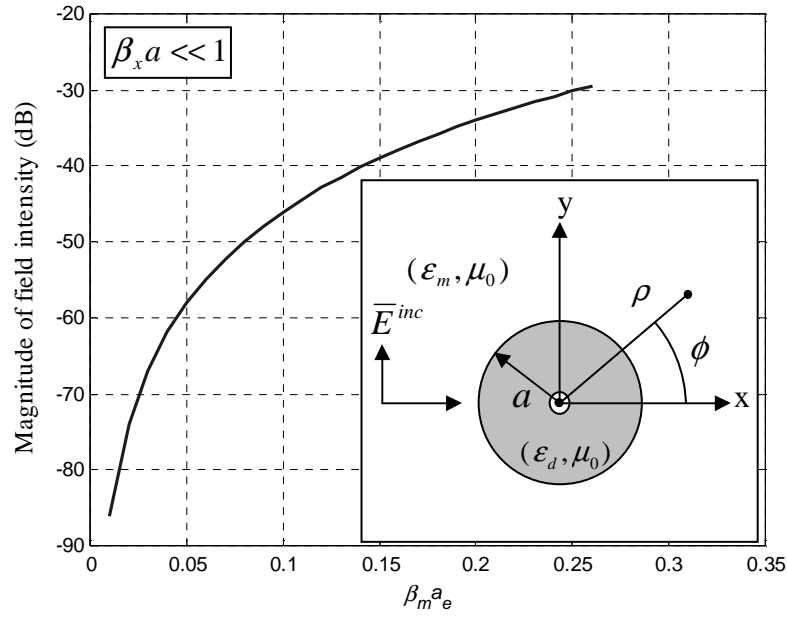 -20
-30
-40
-50
-60
-70
-80
-90
Magnitude of field intensity (dB)
βₓa << 1
y
(εₘ, μ₀)
E̅ⁱⁿᶜ
ρ
ϕ
a
x
(ε_d, μ₀)
0
0.05
0.1
0.15
0.2
0.25
0.3
0.35
βₘaₑ